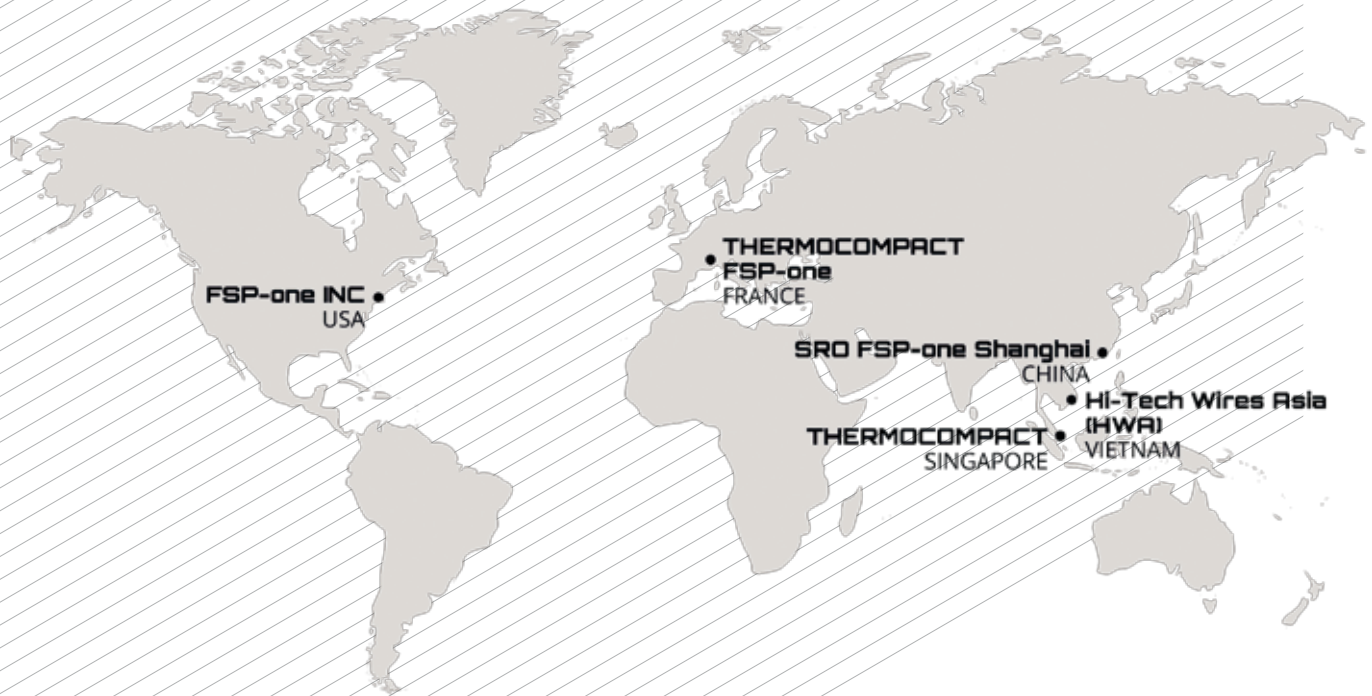 THERMOCOMPACT
FSP-one
FRANCE
FSP-one INC
USA
SRO FSP-one Shanghai
CHINA
Hi-Tech Wires Asia
(HWA)
VIETNAM
THERMOCOMPACT
SINGAPORE